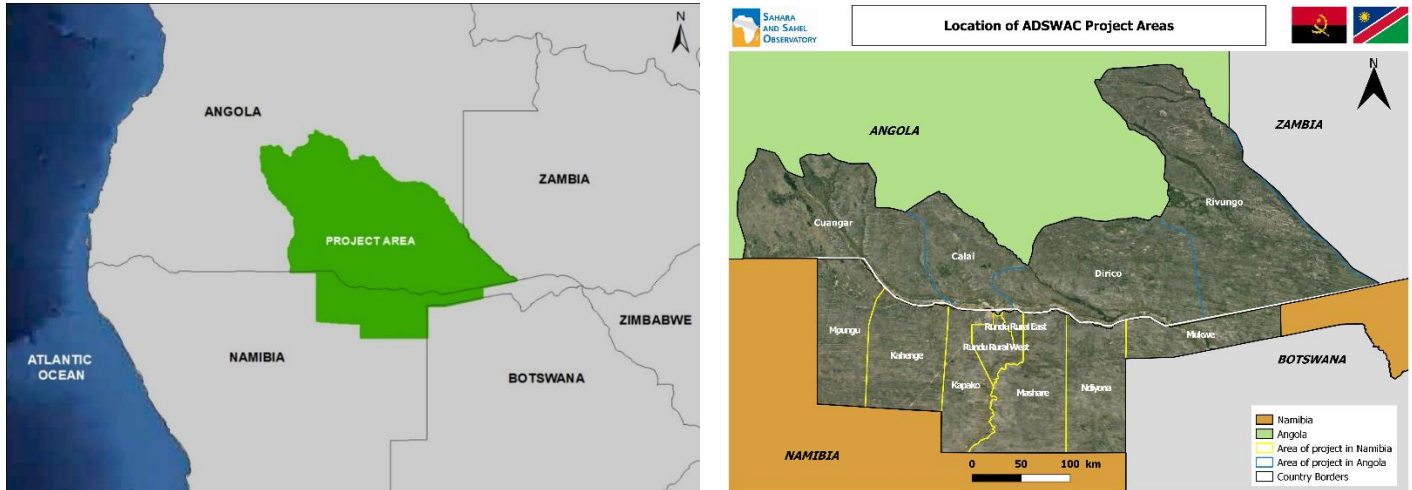 N
ANGOLA
ZAMBIA
PROJECT AREA
ZIMBABWE
NAMIBIA
ATLANTIC
OCEAN
BOTSWANA
SAHARA
AND SAHEL
OBSERVATORY
Location of ADSWAC Project Areas
N
ZAMBIA
ANGOLA
Rivungo
Cuangar
Calai
Dirico
Mpungu
Rundu Rural East
Mukwe
Kahenge
Rundu Rural West
BOTSWANA
Kapako
Mashare
Ndiyona
NAMIBIA
0 50 100 km
Namibia
Angola
Area of project in Namibia
Area of project in Angola
Country Borders